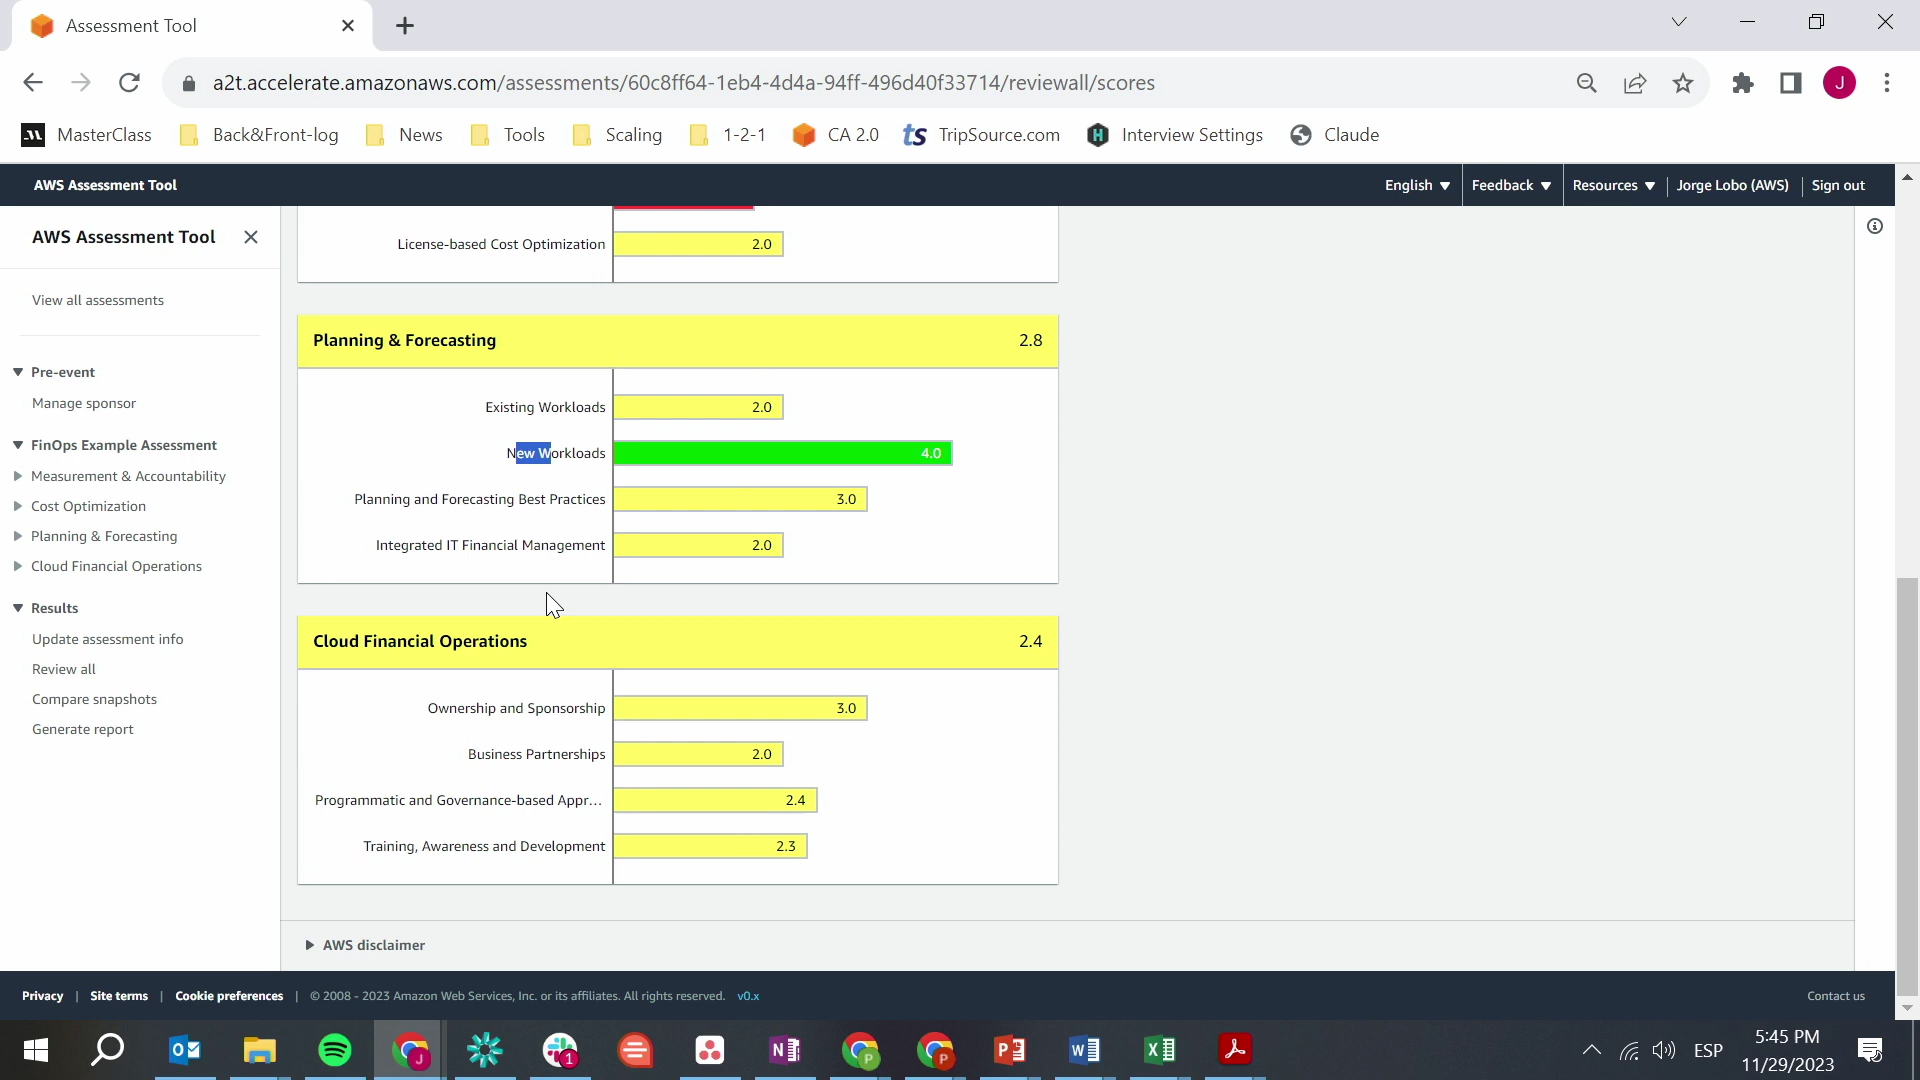 Assessment Tool
a2t.accelerate.amazonaws.com/assessments/60c8ff64-1eb4-4d4a-94ff-496d40f33714/reviewall/scores
J
MasterClass
Back&Front-log
News
Tools
Scaling
1-2-1
CA 2.0
ts TripSource.com
H Interview Settings
Claude
AWS Assessment Tool
English
Feedback
Resources
Jorge Lobo (AWS)
Sign out
AWS Assessment Tool
View all assessments
Pre-event
Manage sponsor
FinOps Example Assessment
Measurement & Accountability
Cost Optimization
Planning & Forecasting
Cloud Financial Operations
Results
Update assessment info
Review all
Compare snapshots
Generate report
License-based Cost Optimization 2.0
Planning & Forecasting 2.8
Existing Workloads 2.0
New Workloads 4.0
Planning and Forecasting Best Practices 3.0
Integrated IT Financial Management 2.0
Cloud Financial Operations 2.4
Ownership and Sponsorship 3.0
Business Partnerships 2.0
Programmatic and Governance-based Appr... 2.4
Training, Awareness and Development 2.3
AWS disclaimer
Privacy | Site terms | Cookie preferences | © 2008 - 2023 Amazon Web Services, Inc. or its affiliates. All rights reserved. v0.x
Contact us
ESP
5:45 PM
11/29/2023